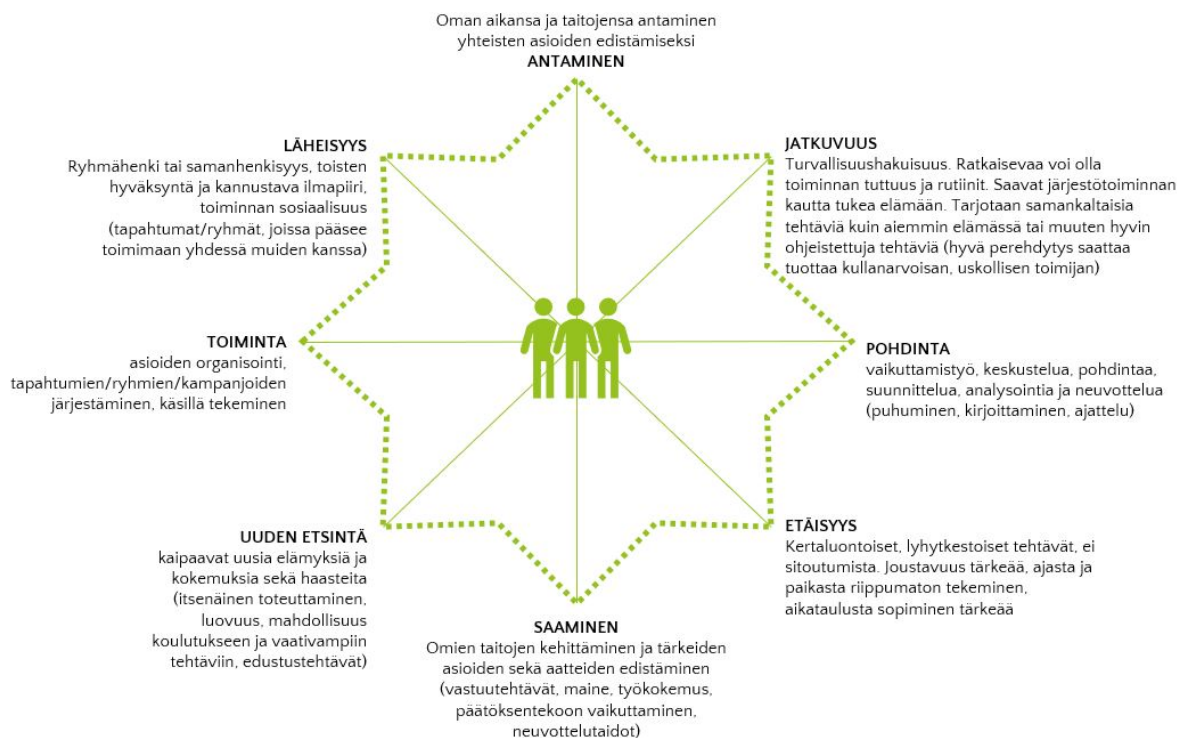 Oman aikansa ja taitojensa antaminen
yhteisten asioiden edistämiseksi
ANTAMINEN
LÄHEISYYS
Ryhmähenki tai samanhenkisyys, toisten
hyväksyntä ja kannustava ilmapiiri,
toiminnan sosiaalisuus
(tapahtumat/ryhmät, joissa pääsee
toimimaan yhdessä muiden kanssa)
JATKUVUUS
Turvallisuushakuisuus. Ratkaisevaa voi olla
toiminnan tuttuus ja rutiinit. Saavat järjestötoiminnan
kautta tukea elämään. Tarjotaan samankaltaisia
tehtäviä kuin aiemmin elämässä tai muuten hyvin
ohjeistettuja tehtäviä (hyvä perehdytys saattaa
tuottaa kullanarvoisan, uskollisen toimijan)
TOIMINTA
asioiden organisointi,
tapahtumien/ryhmien/kampanjoiden
järjestäminen, käsillä tekeminen
POHDINTA
vaikuttamistyö, keskustelua, pohdintaa,
suunnittelua, analysointia ja neuvottelua
(puhuminen, kirjoittaminen, ajattelu)
UUDEN ETSINTÄ
kaipaavat uusia elämyksiä ja
kokemuksia sekä haasteita
(itsenäinen toteuttaminen,
luovuus, mahdollisuus
koulutukseen ja vaativampiin
tehtäviin, edustustehtävät)
ETÄISYYS
Kertaluontoiset, lyhytkestoiset tehtävät, ei
sitoutumista. Joustavuus tärkeää, ajasta ja
paikasta riippumaton tekeminen,
aikataulusta sopiminen tärkeää
SAAMINEN
Omien taitojen kehittäminen ja tärkeiden
asioiden sekä aatteiden edistäminen
(vastuutehtävät, maine, työkokemus,
päätöksentekoon vaikuttaminen,
neuvottelutaidot)